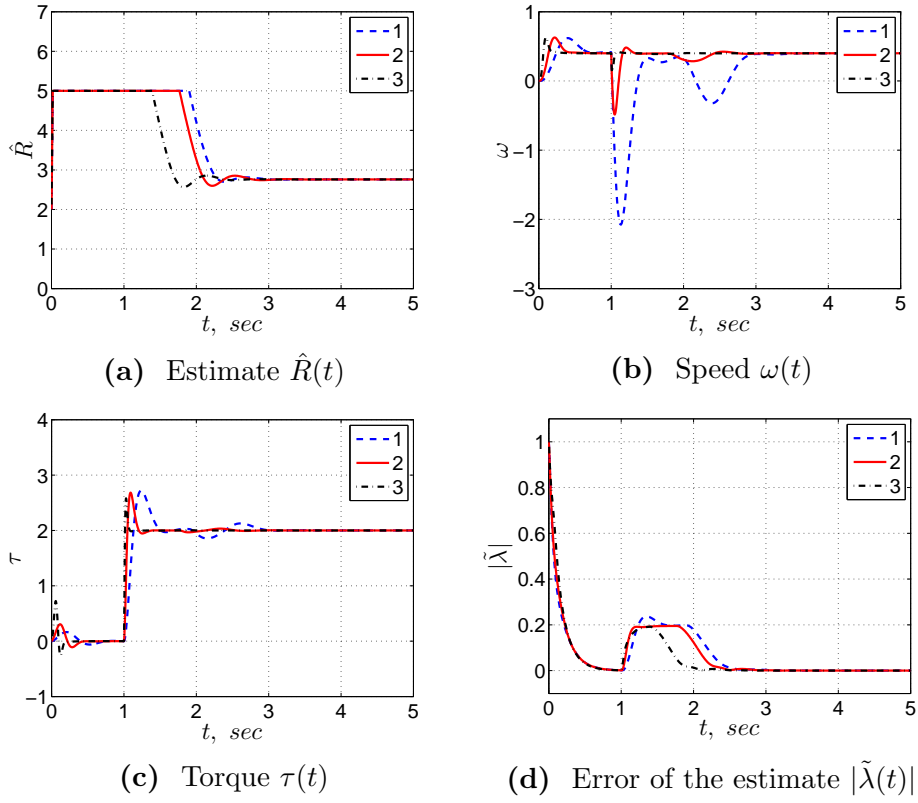 7
6
5
4
3
2
1
0
R̂
0 1 2 3 4 5
t, sec
1
2
3
(a) Estimate R̂(t)
1
0
−1
−2
−3
ω
0 1 2 3 4 5
t, sec
1
2
3
(b) Speed ω(t)
4
3
2
1
0
−1
τ
0 1 2 3 4 5
t, sec
1
2
3
(c) Torque τ(t)
1
0.8
0.6
0.4
0.2
0
|λ̃|
0 1 2 3 4 5
t, sec
1
2
3
(d) Error of the estimate |λ̃(t)|